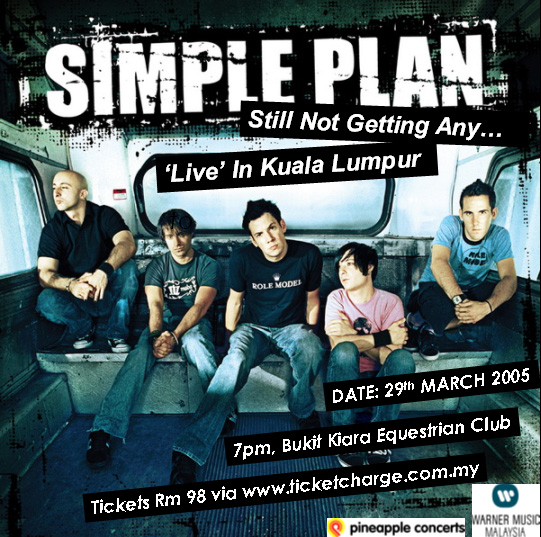 SIMPLE PLAN
Still Not Getting Any...
'Live' In Kuala Lumpur
ROLE MODEL
DATE: 29th MARCH 2005
7pm, Bukit Kiara Equestrian Club
Tickets Rm 98 via www.ticketcharge.com.my
pineapple concerts
WARNER MUSIC
MALAYSIA